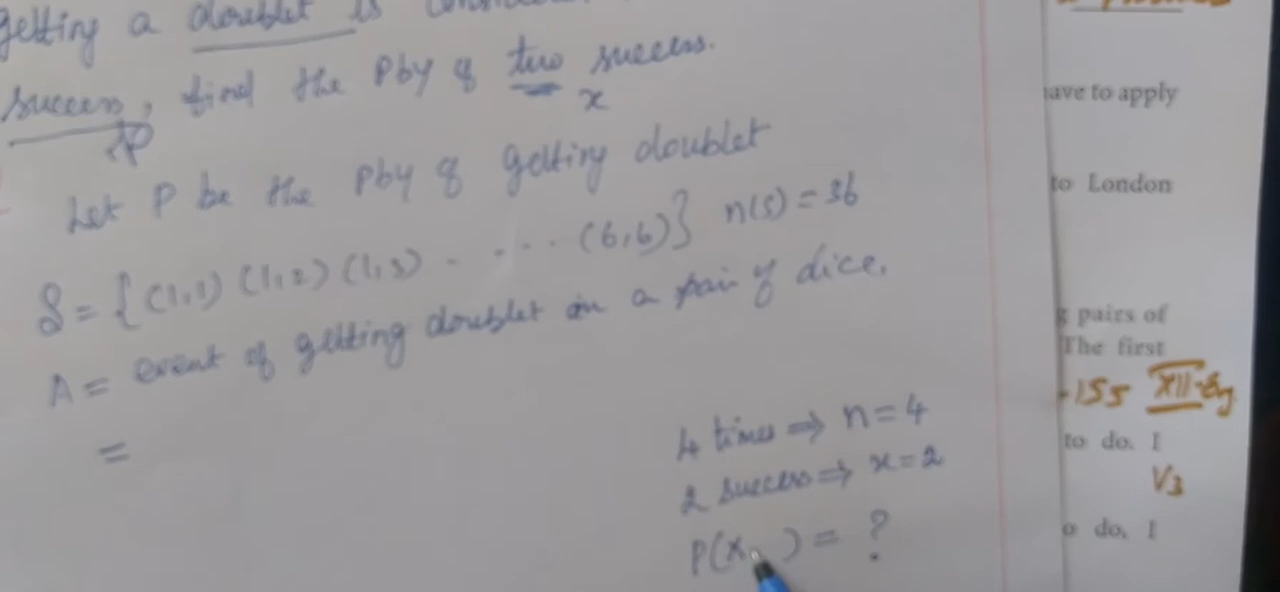 getting a doublet is
success, find the Pby of two success.
p
x
Let P be the Pby of getting doublet
S = { (1,1) (1,2) (1,3) . . . . (6,6) } n(s) = 36
A = event of getting doublet in a pair of dice.
=
4 times ⇒ n = 4
2 success ⇒ x = 2
P(x ) = ?
ave to apply
to London
pairs of
The first
-155 XII-
to do. I
V3
o do, I